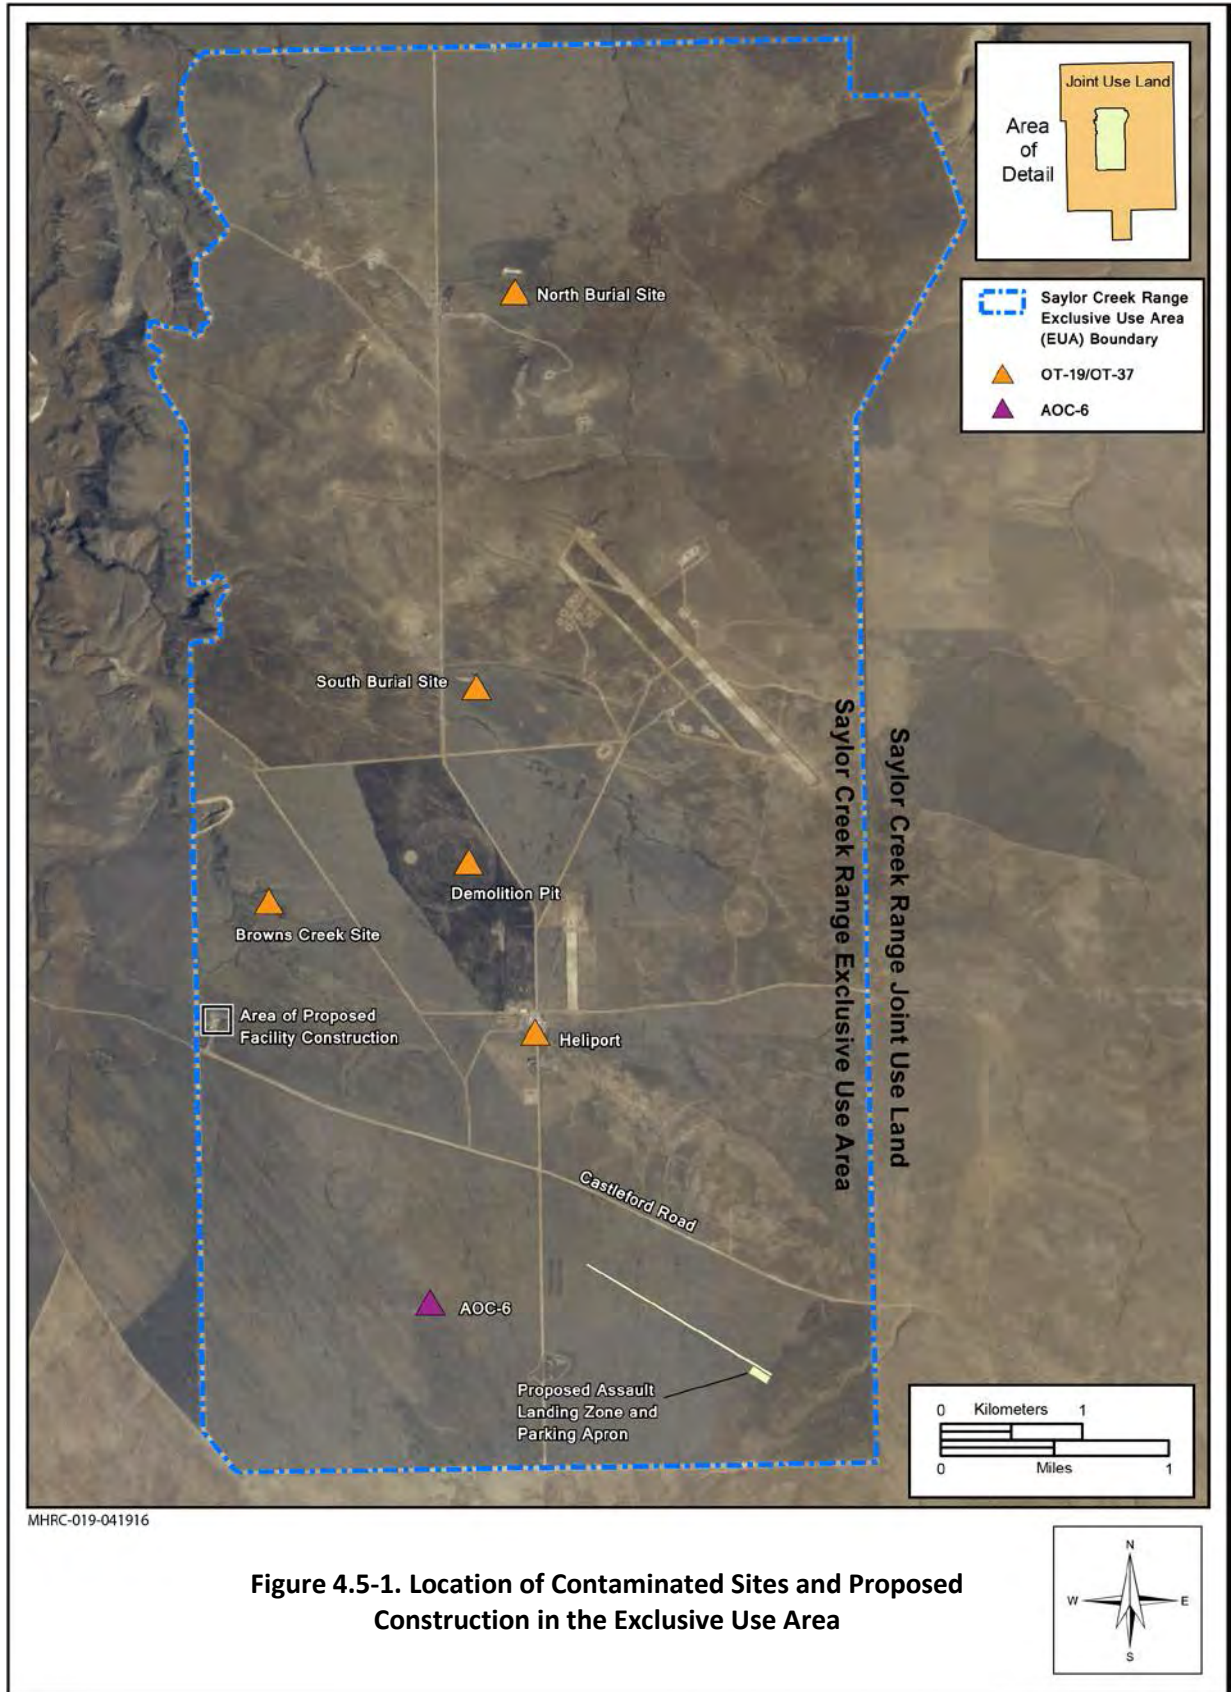 Joint Use Land
Area
of
Detail
Saylor Creek Range
Exclusive Use Area
(EUA) Boundary
OT-19/OT-37
AOC-6
North Burial Site
South Burial Site
Saylor Creek Range Exclusive Use Area
Saylor Creek Range Joint Use Land
Demolition Pit
Browns Creek Site
Area of Proposed
Facility Construction
Heliport
Castleford Road
AOC-6
Proposed Assault
Landing Zone and
Parking Apron
0 Kilometers 1
0 Miles 1
MHRC-019-041916
N
W E
S
Figure 4.5-1. Location of Contaminated Sites and Proposed
Construction in the Exclusive Use Area